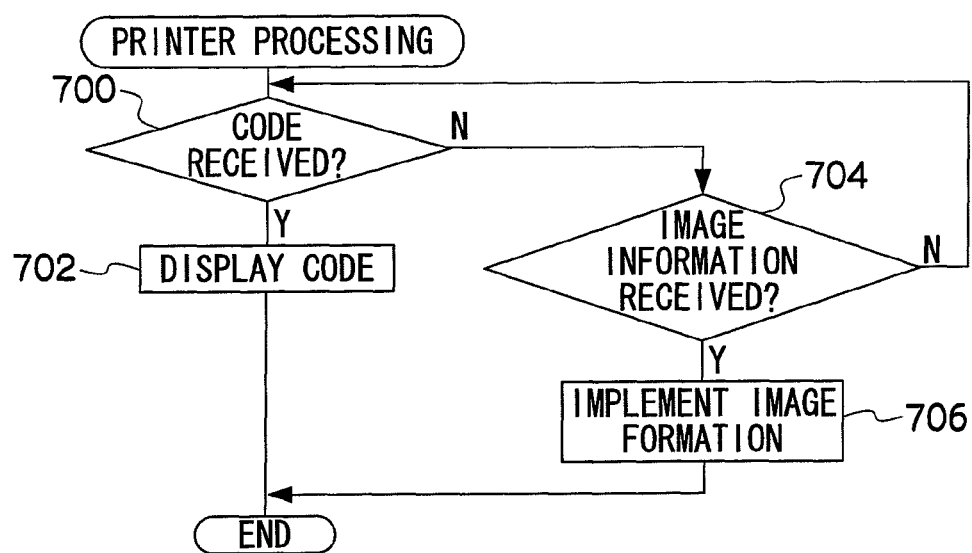 PRINTER PROCESSING
700
CODE
RECEIVED?
N
Y
702
DISPLAY CODE
704
IMAGE
INFORMATION
RECEIVED?
N
Y
IMPLEMENT IMAGE
FORMATION
706
END